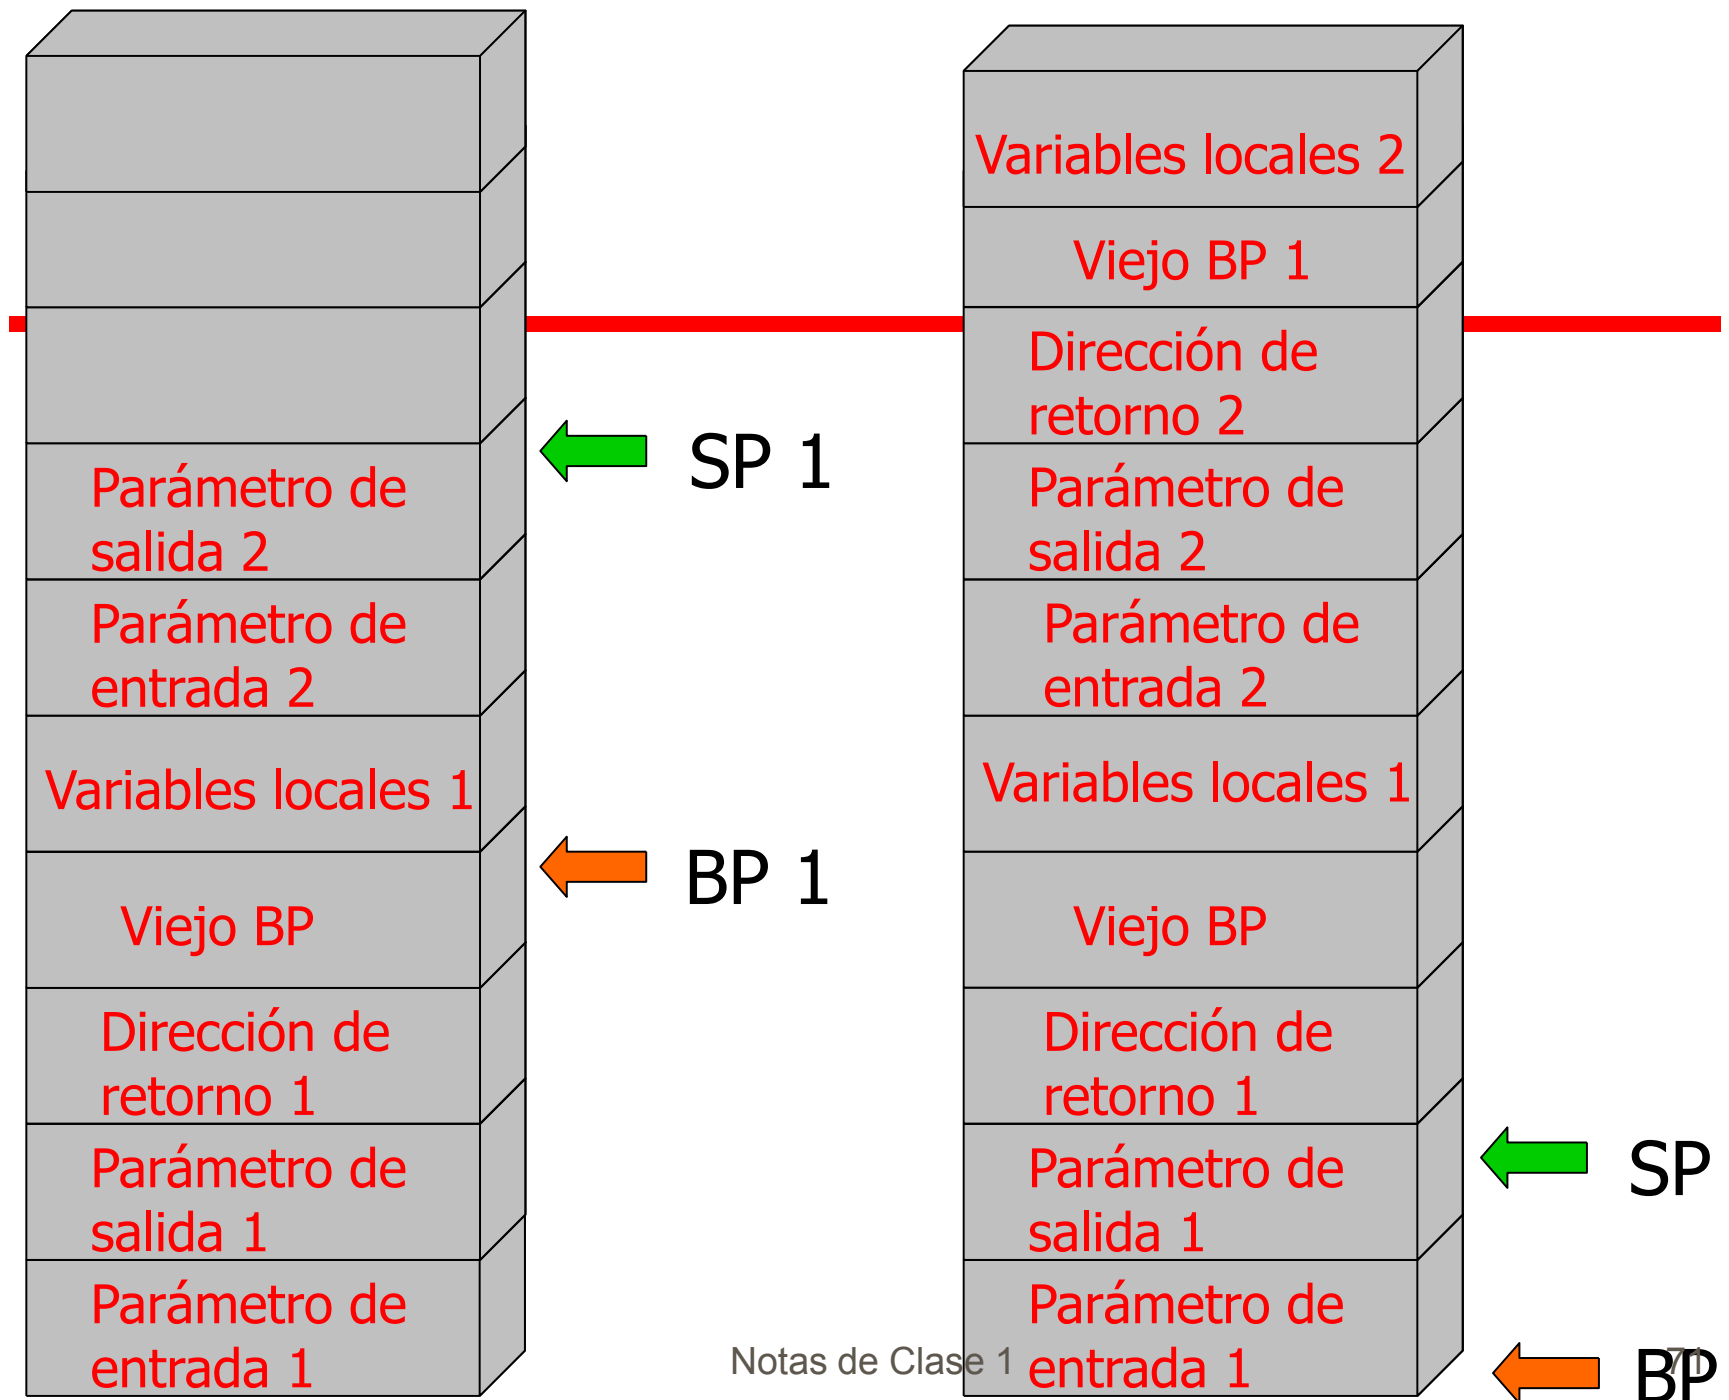 Parámetro de
salida 2
Parámetro de
entrada 2
Variables locales 1
Viejo BP
Dirección de
retorno 1
Parámetro de
salida 1
Parámetro de
entrada 1
SP 1
BP 1
Variables locales 2
Viejo BP 1
Dirección de
retorno 2
Parámetro de
salida 2
Parámetro de
entrada 2
Variables locales 1
Viejo BP
Dirección de
retorno 1
Parámetro de
salida 1
Parámetro de
entrada 1
SP
BP
Notas de Clase 1
71